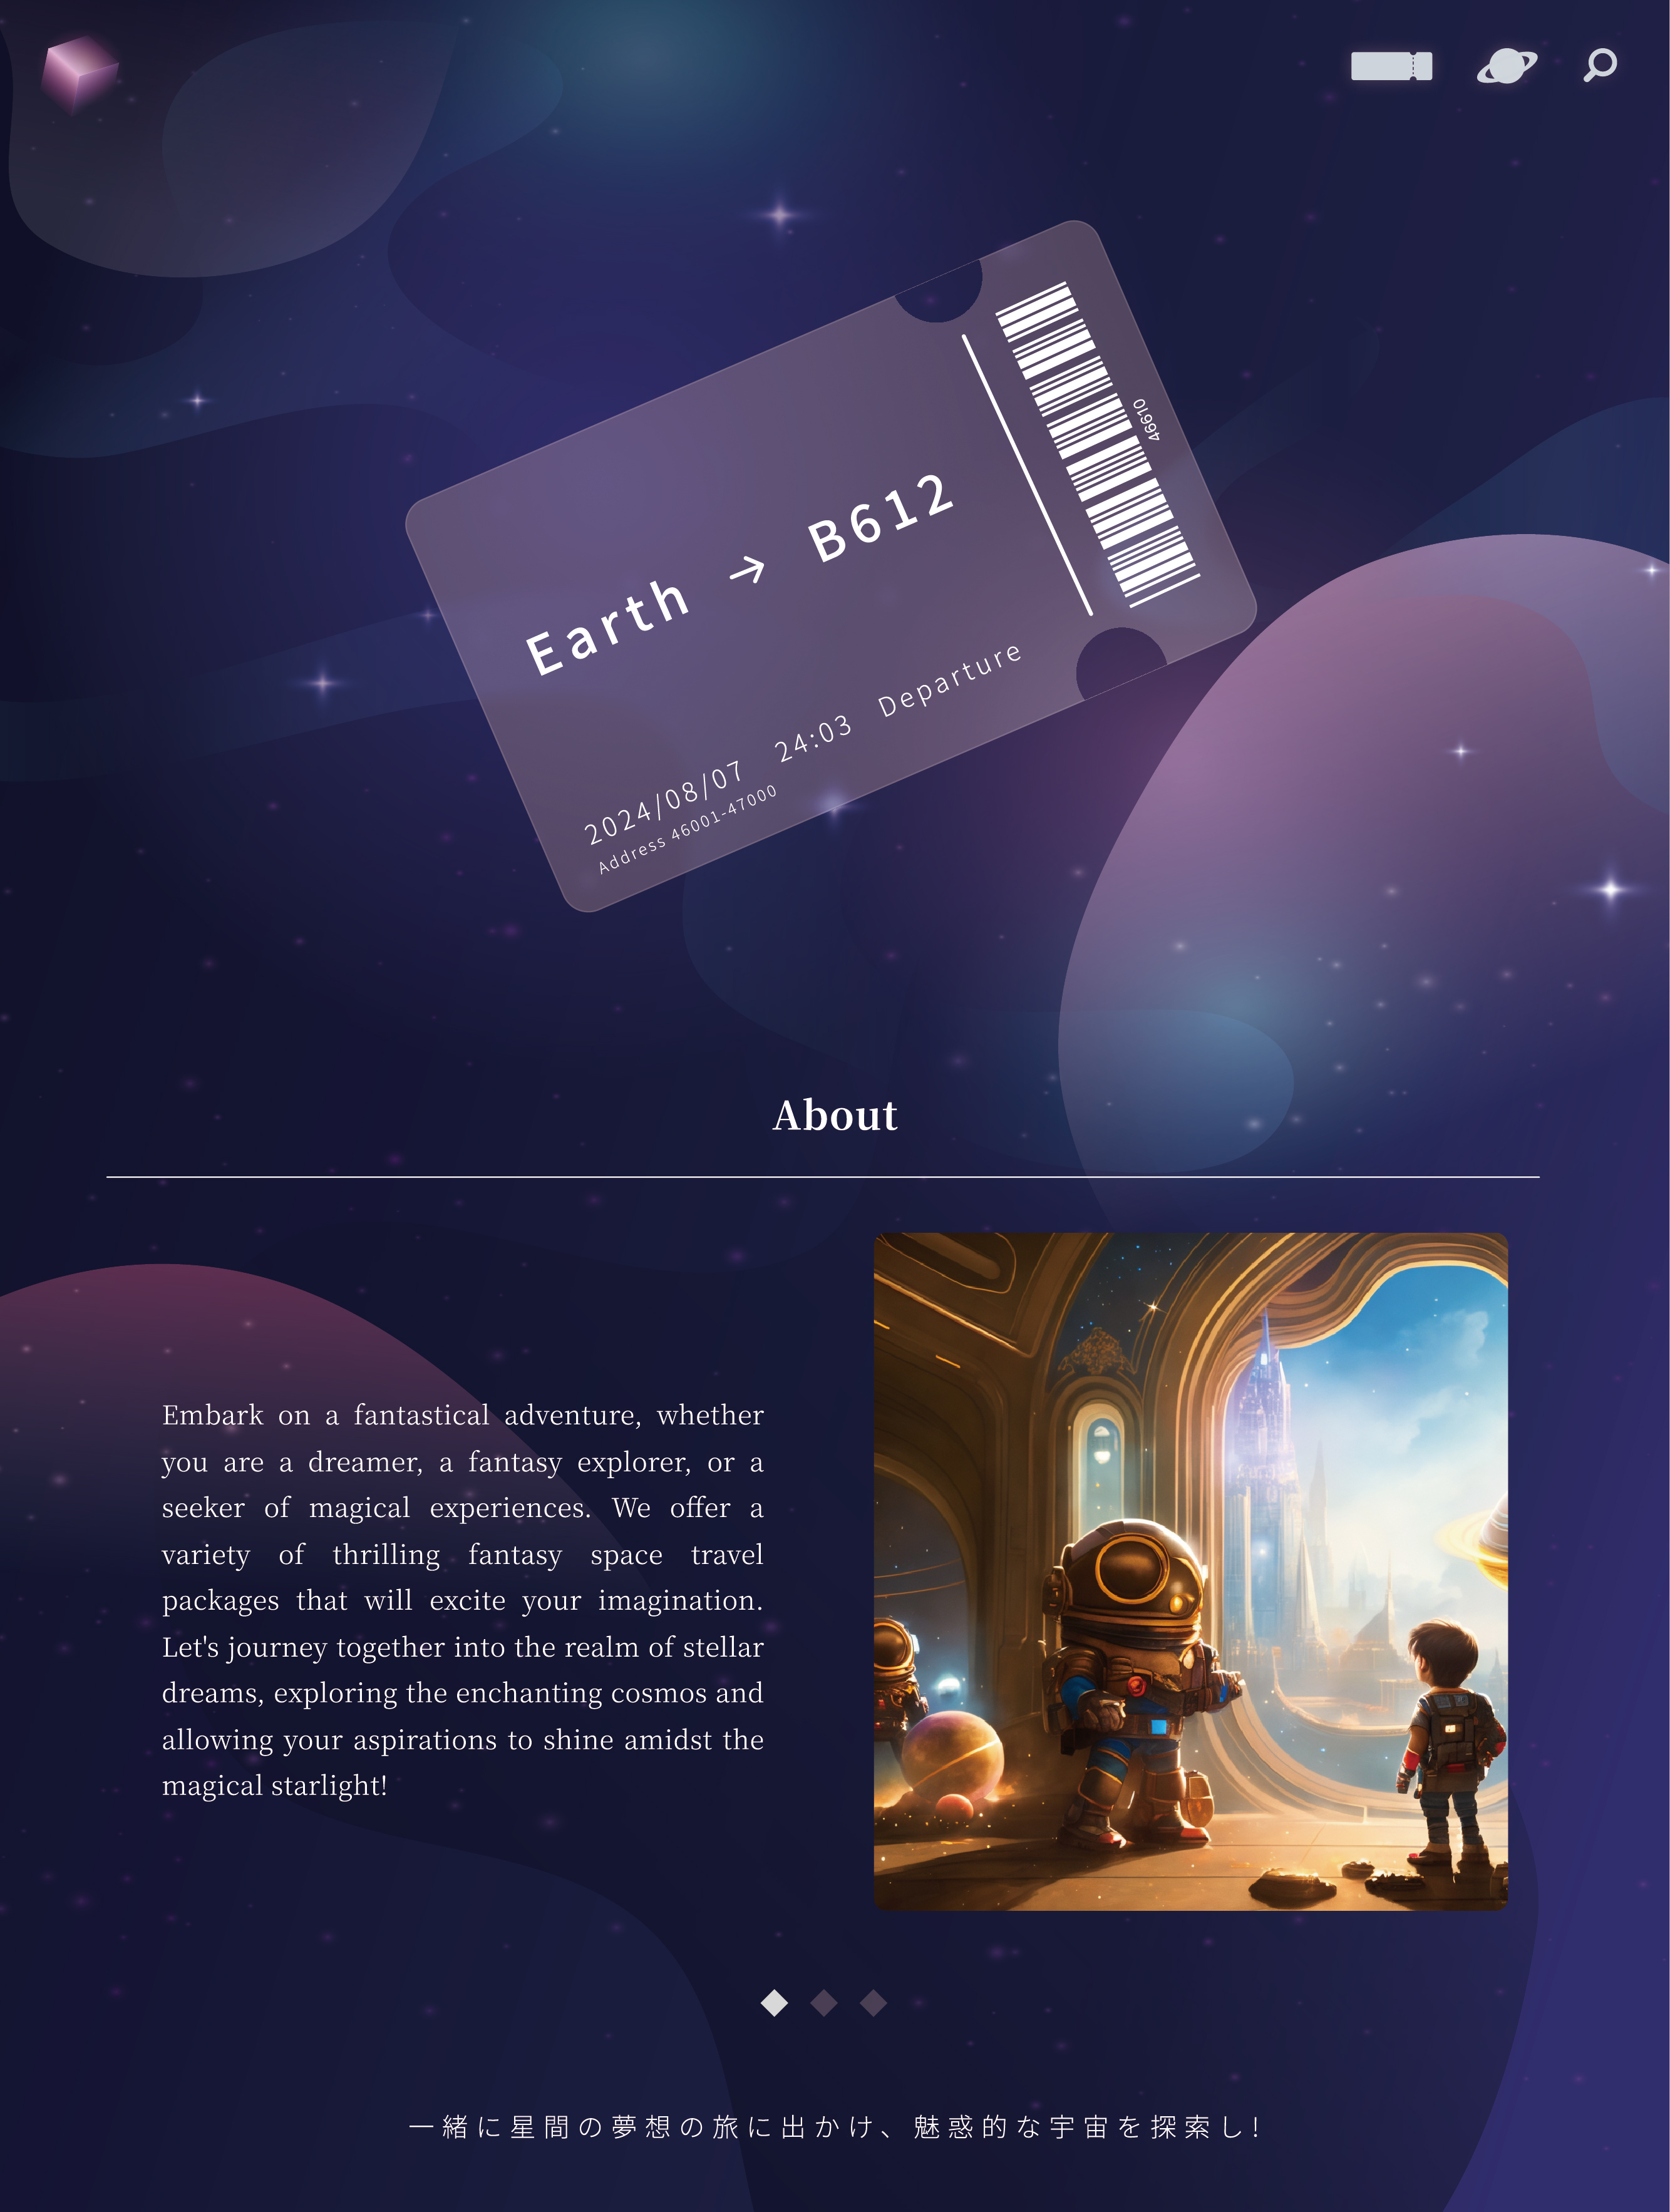 Earth → B612
46610
2024/08/07 24:03 Departure
Address 46001-47000
About
Embark on a fantastical adventure, whether
you are a dreamer, a fantasy explorer, or a
seeker of magical experiences. We offer a
variety of thrilling fantasy space travel
packages that will excite your imagination.
Let's journey together into the realm of stellar
dreams, exploring the enchanting cosmos and
allowing your aspirations to shine amidst the
magical starlight!
一緒に星間の夢想の旅に出かけ、魅惑的な宇宙を探索し!